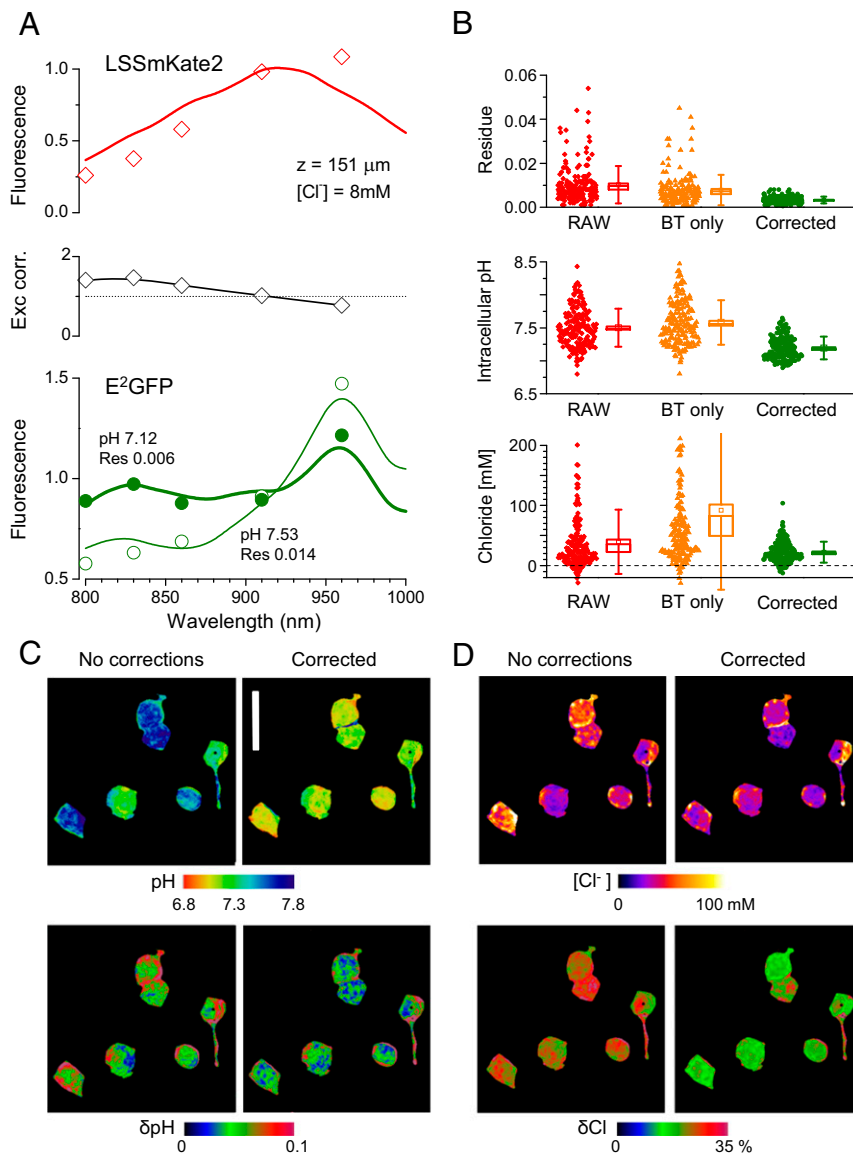 A
LSSmKate2
Fluorescence
1.0
0.5
0.0
z = 151 μm
[Cl⁻] = 8mM
Exc corr.
2
0
E²GFP
Fluorescence
1.5
1.0
0.5
pH 7.12
Res 0.006
pH 7.53
Res 0.014
800 850 900 950 1000
Wavelength (nm)
B
Residue
0.06
0.04
0.02
0.00
RAW BT only Corrected
Intracellular pH
8.5
7.5
6.5
RAW BT only Corrected
Chloride [mM]
200
100
0
RAW BT only Corrected
C
No corrections Corrected
pH
6.8 7.3 7.8
δpH
0 0.1
D
No corrections Corrected
[Cl⁻]
0 100 mM
δCl
0 35 %